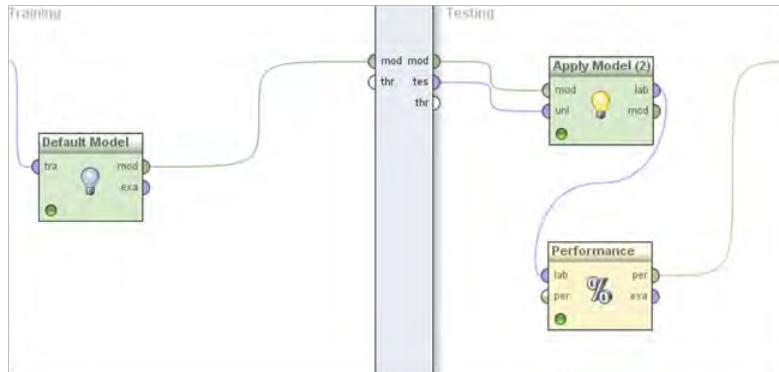 Training
Testing
mod mod
thr tes
thr
Default Model
tra mod
exa
Apply Model (2)
mod lab
unl mod
Performance
lab per
per exa
%